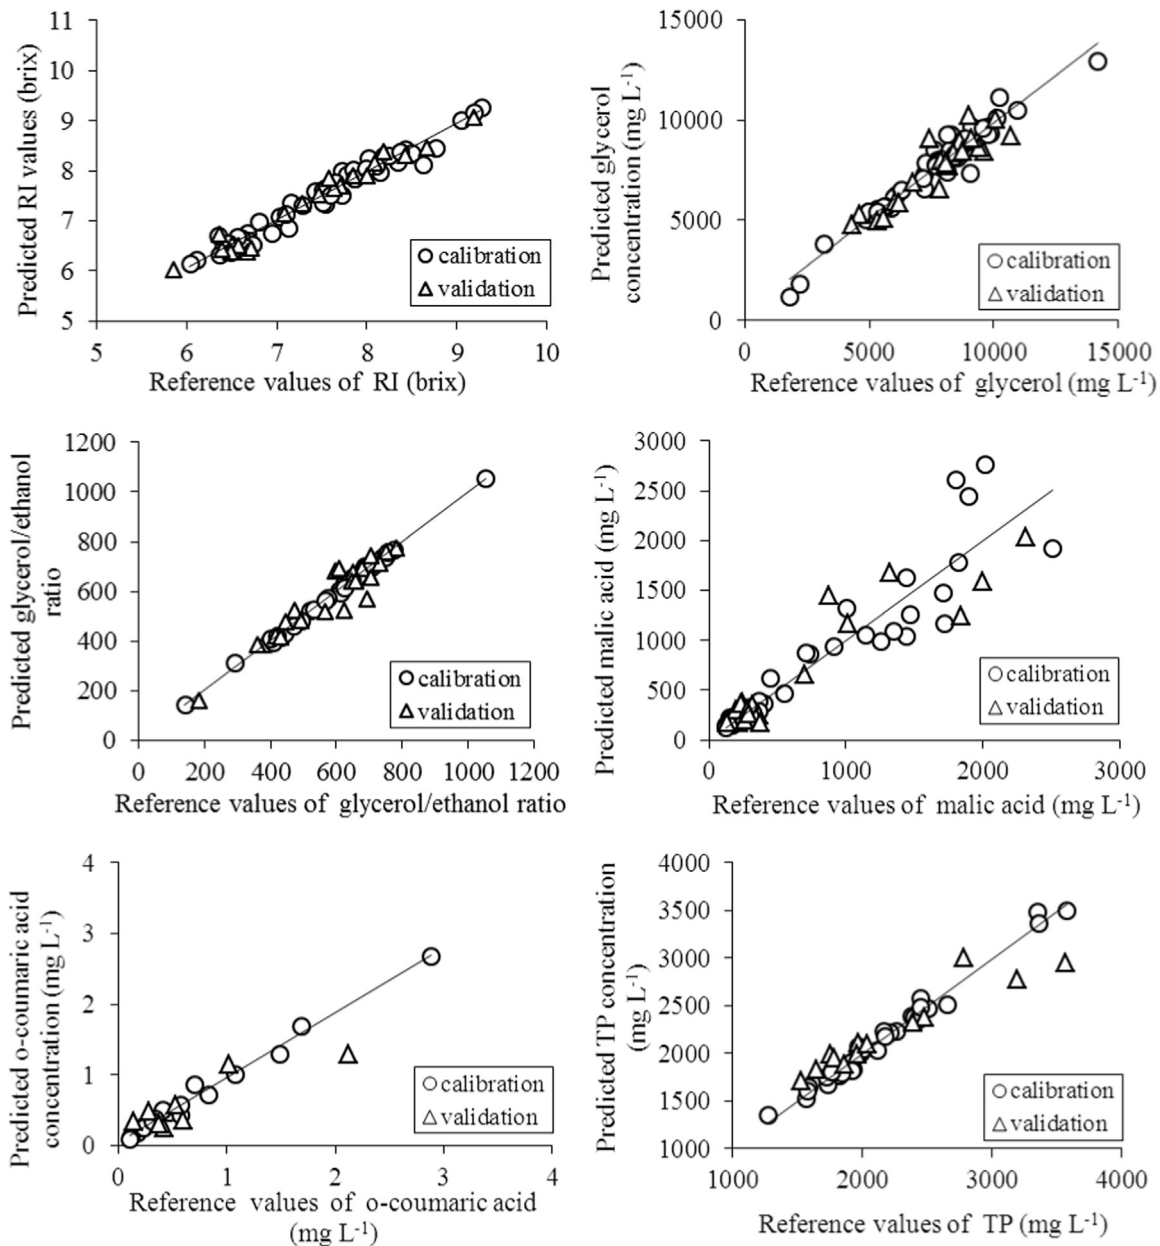 11
10
9
8
7
6
5
5 6 7 8 9 10
Predicted RI values (brix)
Reference values of RI (brix)
calibration
validation
15000
10000
5000
0
0 5000 10000 15000
Predicted glycerol
concentration (mg L-1)
Reference values of glycerol (mg L-1)
calibration
validation
1200
1000
800
600
400
200
0
0 200 400 600 800 1000 1200
Predicted glycerol/ethanol
ratio
Reference values of glycerol/ethanol ratio
calibration
validation
3000
2500
2000
1500
1000
500
0
0 1000 2000 3000
Predicted malic acid (mg L-1)
Reference values of malic acid (mg L-1)
calibration
validation
4
3
2
1
0
0 1 2 3 4
Predicted o-coumaric acid
concentration (mg L-1)
Reference values of o-coumaric acid
(mg L-1)
calibration
validation
4000
3500
3000
2500
2000
1500
1000
1000 2000 3000 4000
Predicted TP concentration
(mg L-1)
Reference values of TP (mg L-1)
calibration
validation